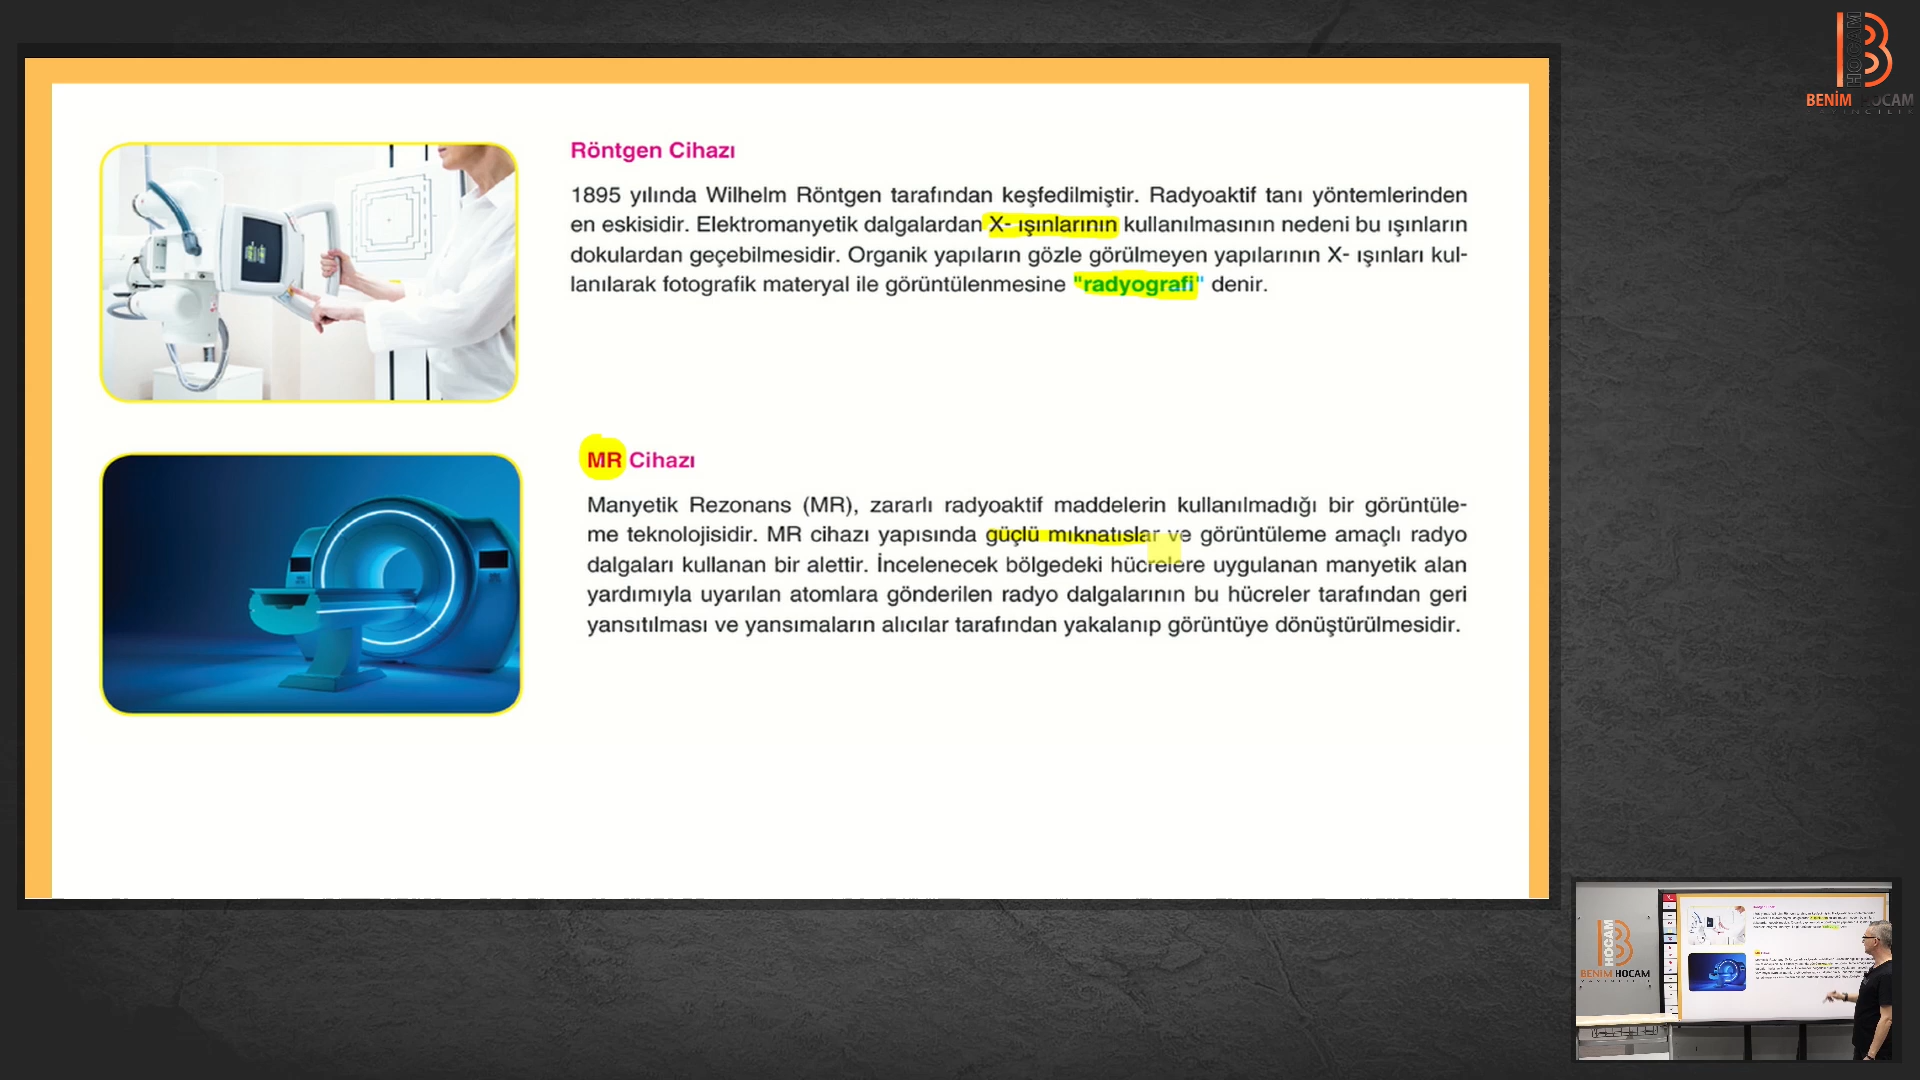 HOCAM
BENİM HOCAM
Röntgen Cihazı
1895 yılında Wilhelm Röntgen tarafından keşfedilmiştir. Radyoaktif tanı yöntemlerinden
en eskisidir. Elektromanyetik dalgalardan X- ışınlarının kullanılmasının nedeni bu ışınların
dokulardan geçebilmesidir. Organik yapıların gözle görülmeyen yapılarının X- ışınları kul-
lanılarak fotografik materyal ile görüntülenmesine "radyografi" denir.
MR Cihazı
Manyetik Rezonans (MR), zararlı radyoaktif maddelerin kullanılmadığı bir görüntüle-
me teknolojisidir. MR cihazı yapısında güçlü mıknatıslar ve görüntüleme amaçlı radyo
dalgaları kullanan bir alettir. İncelenecek bölgedeki hücrelere uygulanan manyetik alan
yardımıyla uyarılan atomlara gönderilen radyo dalgalarının bu hücreler tarafından geri
yansıtılması ve yansımaların alıcılar tarafından yakalanıp görüntüye dönüştürülmesidir.
HOCAM
BENİM HOCAM